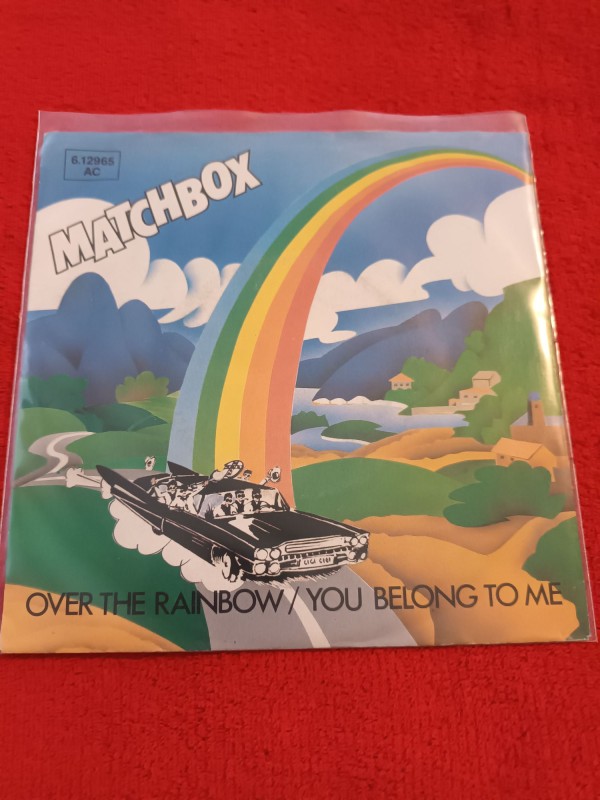 6.12965
AC
MATCHBOX
OVER THE RAINBOW / YOU BELONG TO ME